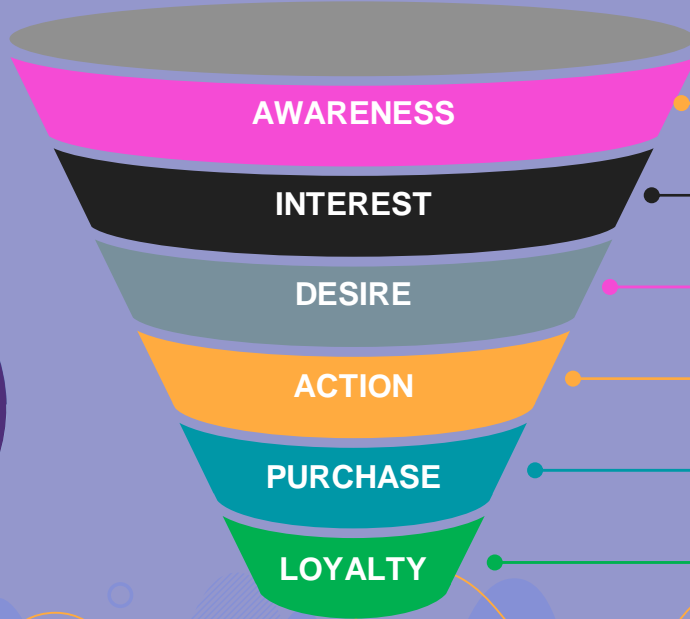 AWARENESS
INTEREST
DESIRE
ACTION
PURCHASE
LOYALTY